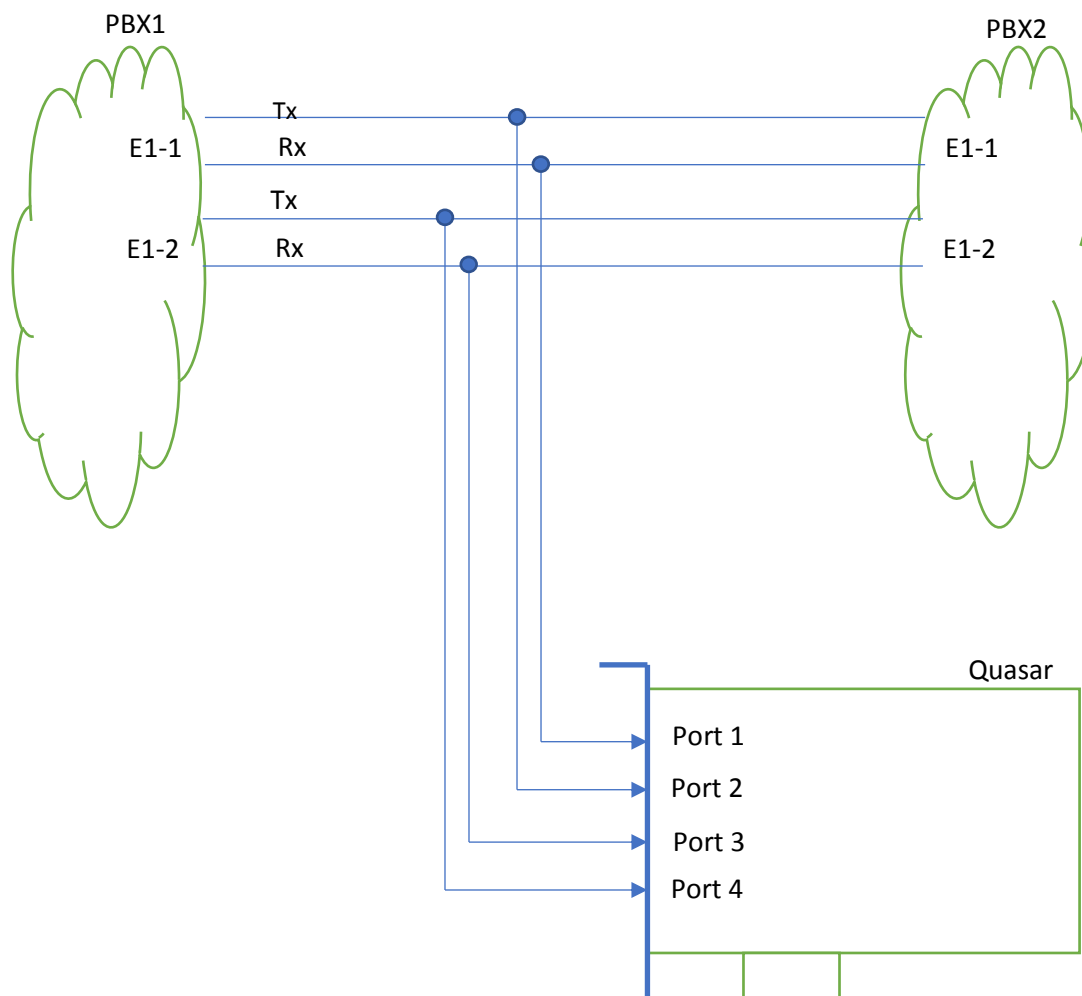 PBX1
PBX2
Tx
E1-1
Rx
E1-1
Tx
E1-2
Rx
E1-2
Quasar
Port 1
Port 2
Port 3
Port 4